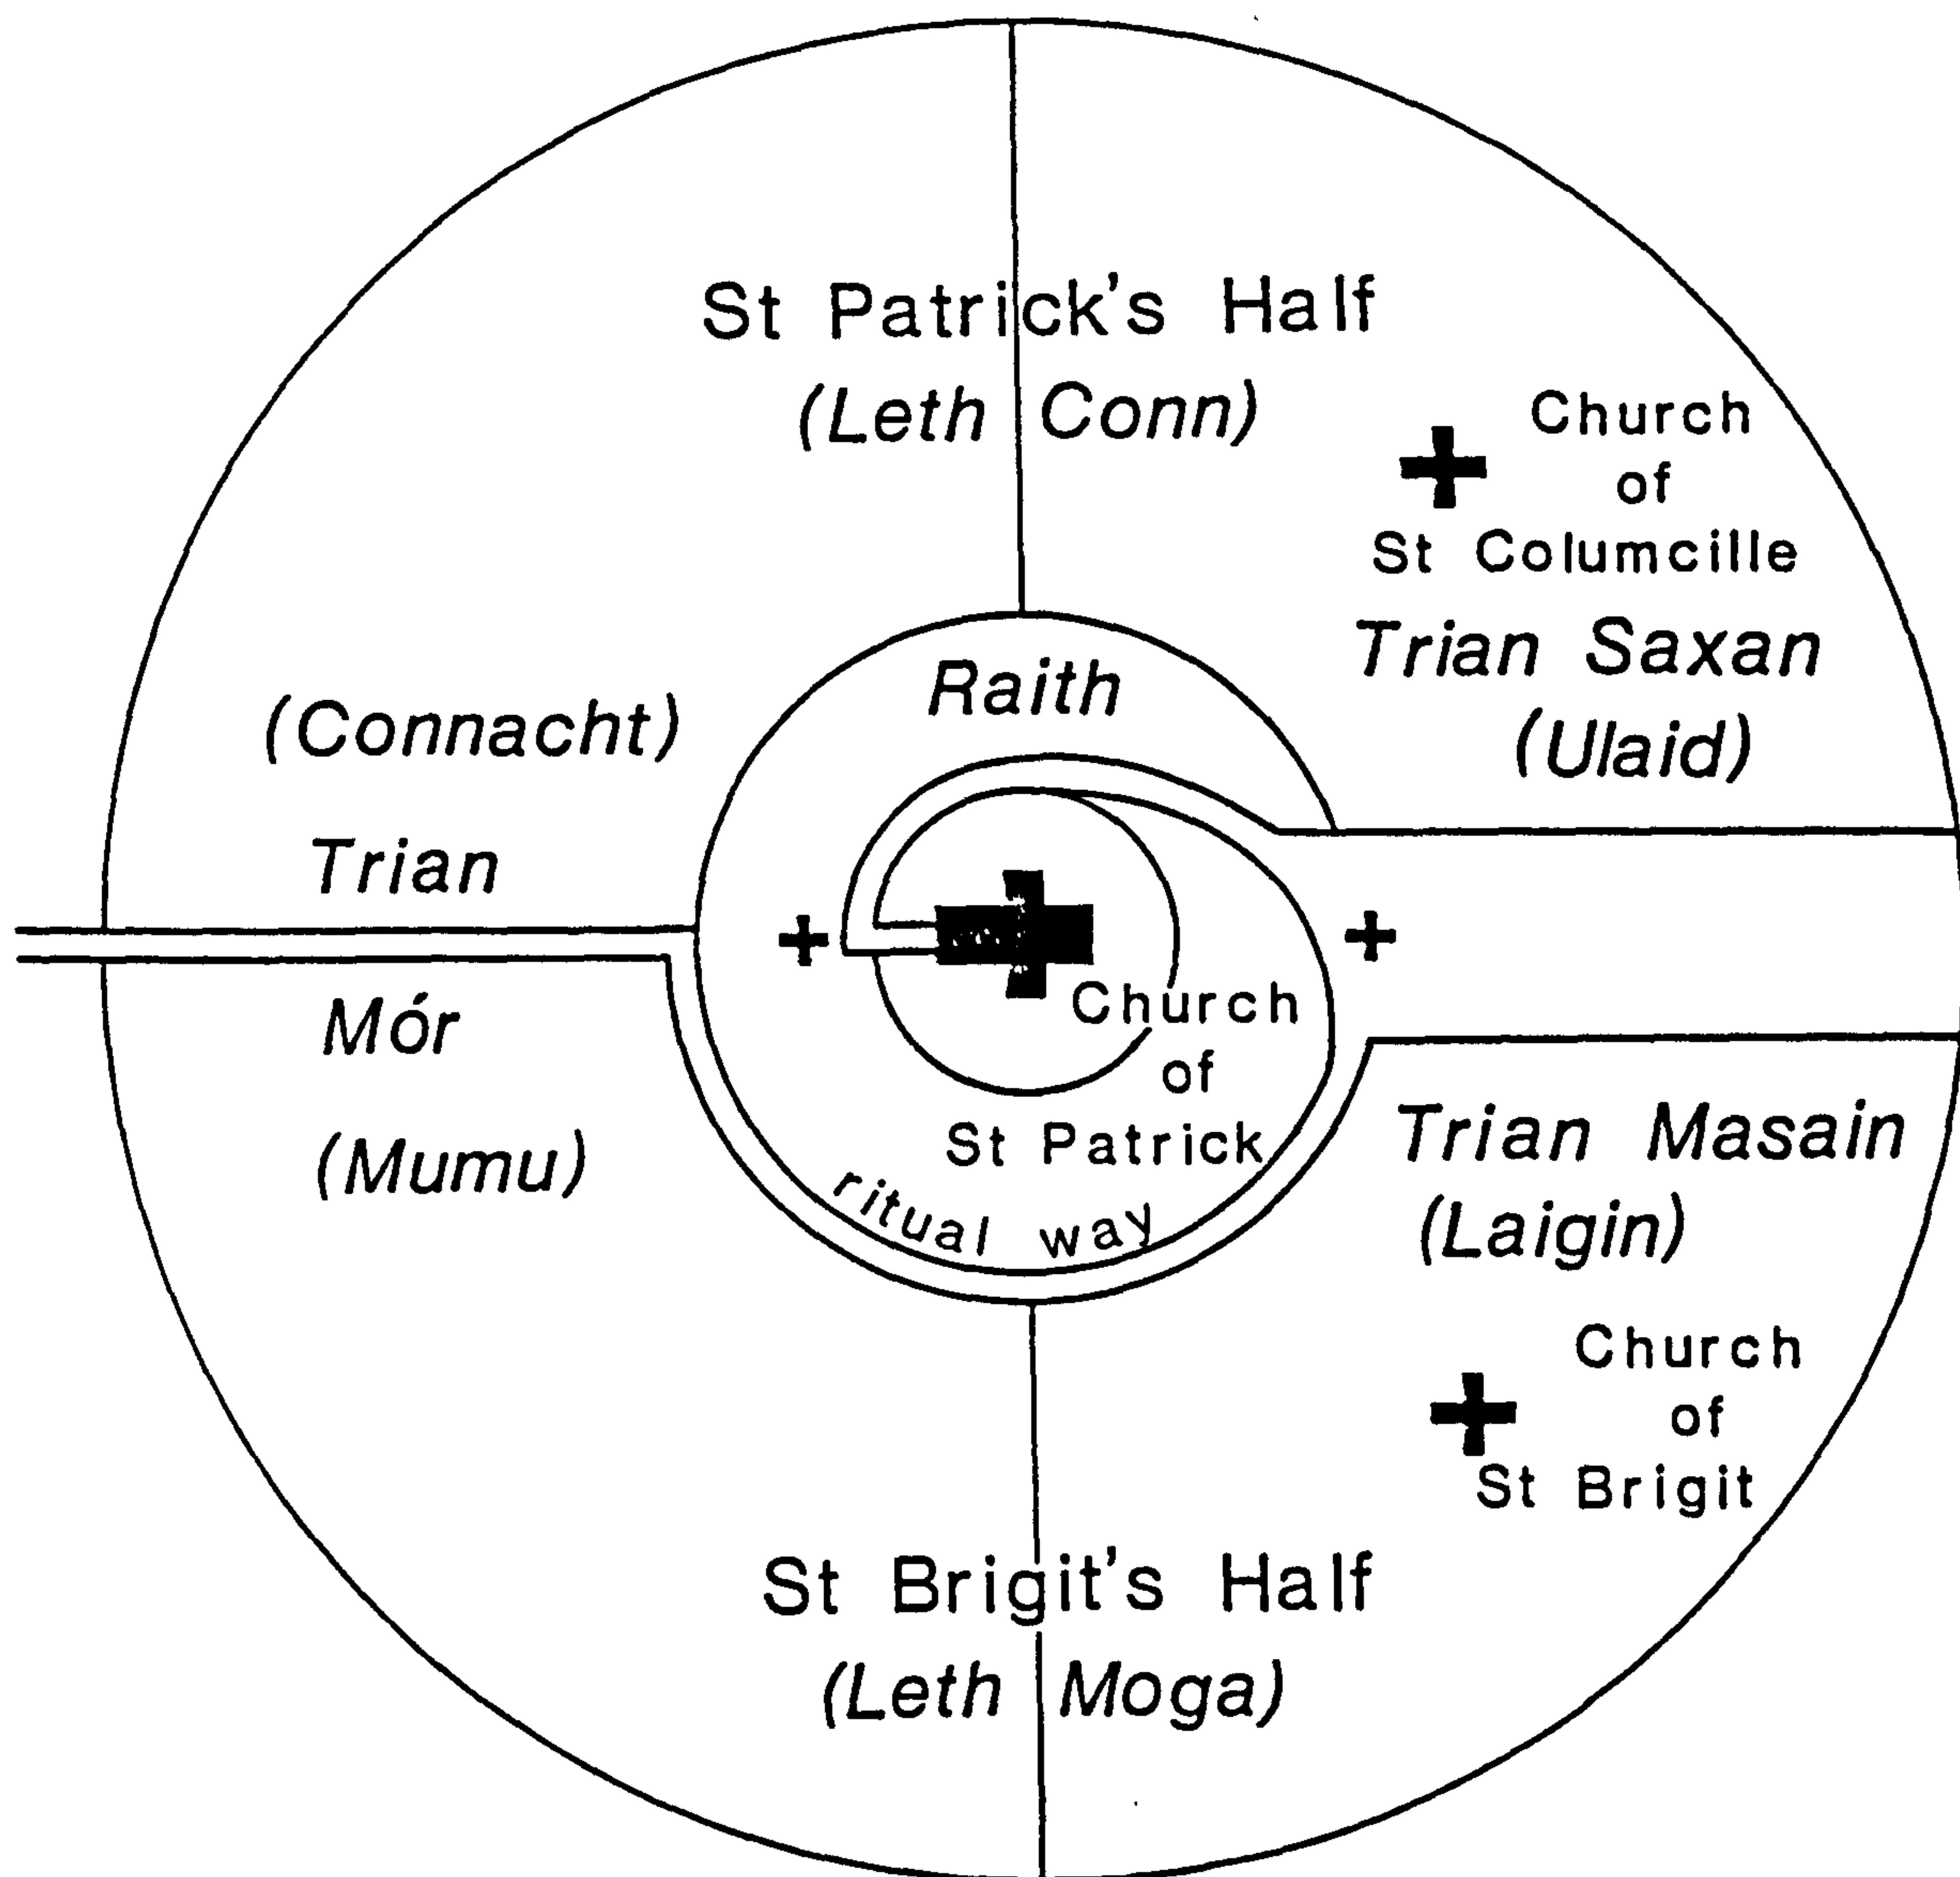 St Patrick's Half
(Leth Conn)
Church
of
St Columcille
Trian Saxan
(Ulaid)
Raith
(Connacht)
Trian
Mór
(Mumu)
Church
of
St Patrick
ritual way
Trian Masain
(Laigin)
Church
of
St Brigit
St Brigit's Half
(Leth Moga)